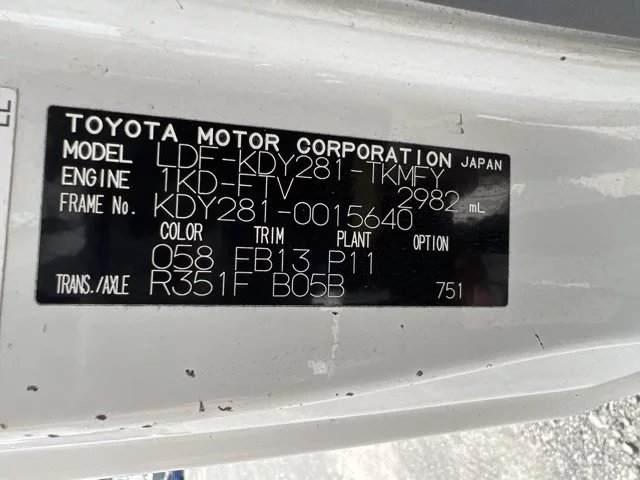 TOYOTA MOTOR CORPORATION JAPAN
MODEL LDF-KDY281-TKMFY
ENGINE 1KD-FTV 2982 mL
FRAME No. KDY281-0015640
COLOR TRIM PLANT OPTION
058 FB13 P11
TRANS./AXLE R351F B05B 751